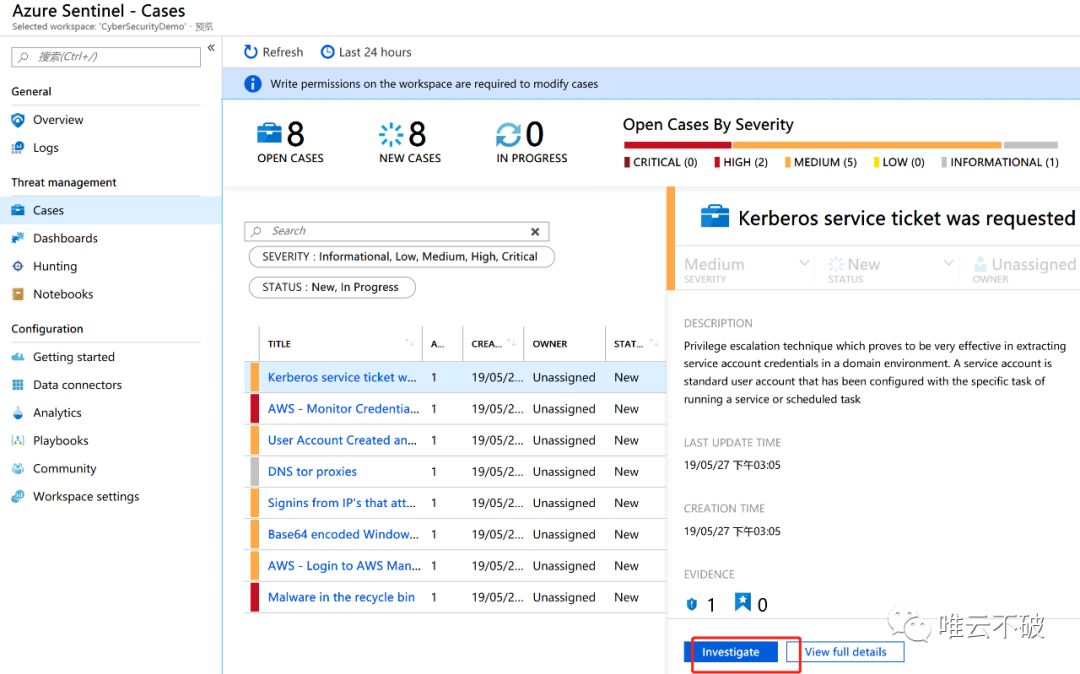 Azure Sentinel - Cases
Selected workspace: 'CyberSecurityDemo' - 预览
搜索(Ctrl+/)
«
General
Overview
Logs
Threat management
Cases
Dashboards
Hunting
Notebooks
Configuration
Getting started
Data connectors
Analytics
Playbooks
Community
Workspace settings
Refresh
Last 24 hours
Write permissions on the workspace are required to modify cases
8
OPEN CASES
8
NEW CASES
0
IN PROGRESS
Open Cases By Severity
CRITICAL (0) HIGH (2) MEDIUM (5) LOW (0) INFORMATIONAL (1)
Search
SEVERITY : Informational, Low, Medium, High, Critical
STATUS : New, In Progress
TITLE A... CREA... OWNER STAT...
Kerberos service ticket w... 1 19/05/2... Unassigned New
AWS - Monitor Credentia... 1 19/05/2... Unassigned New
User Account Created an... 1 19/05/2... Unassigned New
DNS tor proxies 1 19/05/2... Unassigned New
Signins from IP's that att... 1 19/05/2... Unassigned New
Base64 encoded Window... 1 19/05/2... Unassigned New
AWS - Login to AWS Man... 1 19/05/2... Unassigned New
Malware in the recycle bin 1 19/05/2... Unassigned New
Kerberos service ticket was requested
Medium
SEVERITY
New
STATUS
Unassigned
OWNER
DESCRIPTION
Privilege escalation technique which proves to be very effective in extracting
service account credentials in a domain environment. A service account is
standard user account that has been configured with the specific task of
running a service or scheduled task
LAST UPDATE TIME
19/05/27 下午03:05
CREATION TIME
19/05/27 下午03:05
EVIDENCE
1 0
Investigate
View full details
唯云不破